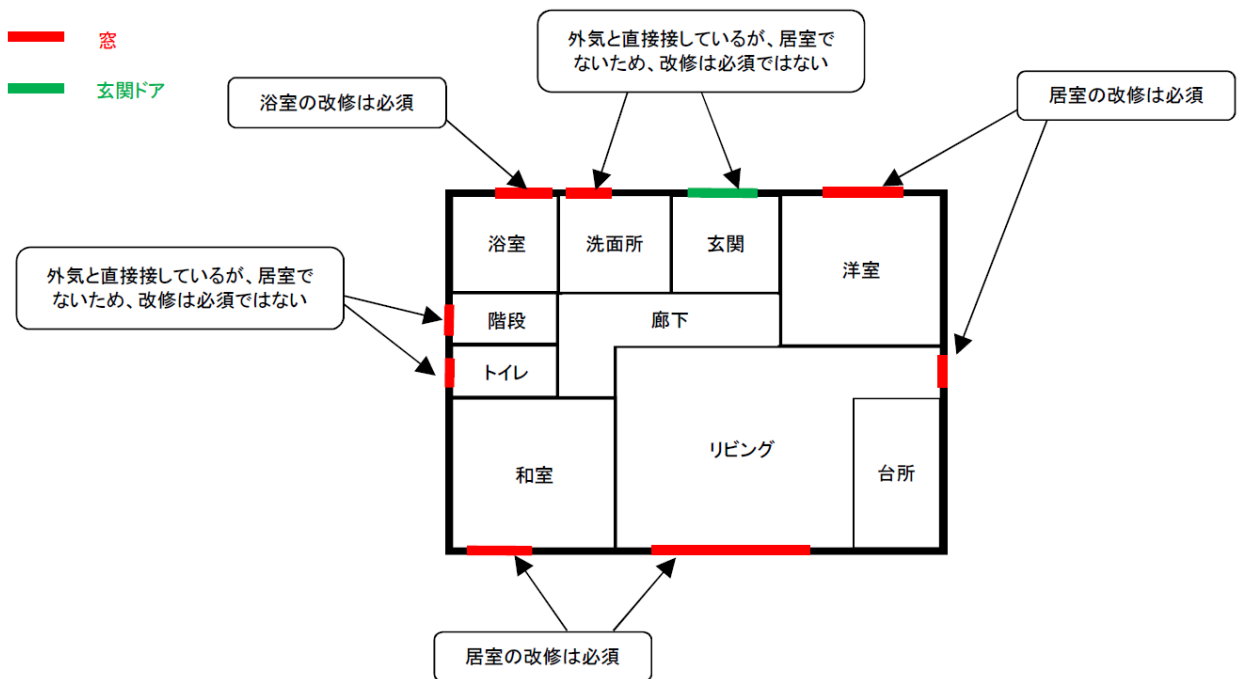 窓
玄関ドア
外気と直接接しているが、居室で
ないため、改修は必須ではない
浴室の改修は必須
居室の改修は必須
浴室
洗面所
玄関
洋室
外気と直接接しているが、居室で
ないため、改修は必須ではない
階段
廊下
トイレ
リビング
和室
台所
居室の改修は必須